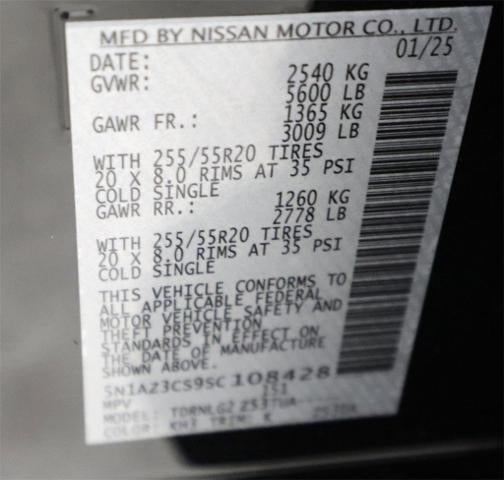 MFD BY NISSAN MOTOR CO., LTD.
DATE: 01/25
GVWR: 2540 KG
5600 LB
GAWR FR.: 1365 KG
3009 LB
WITH 255/55R20 TIRES
20 X 8.0 RIMS AT 35 PSI
COLD SINGLE
GAWR RR.: 1260 KG
2778 LB
WITH 255/55R20 TIRES
20 X 8.0 RIMS AT 35 PSI
COLD SINGLE
THIS VEHICLE CONFORMS TO
ALL APPLICABLE FEDERAL
MOTOR VEHICLE SAFETY AND
THEFT PREVENTION
STANDARDS IN EFFECT ON
THE DATE OF MANUFACTURE
SHOWN ABOVE.
5N1AZ3CS9SC108428
MPV
MODEL:
COLOR: KH3 TRIM: K